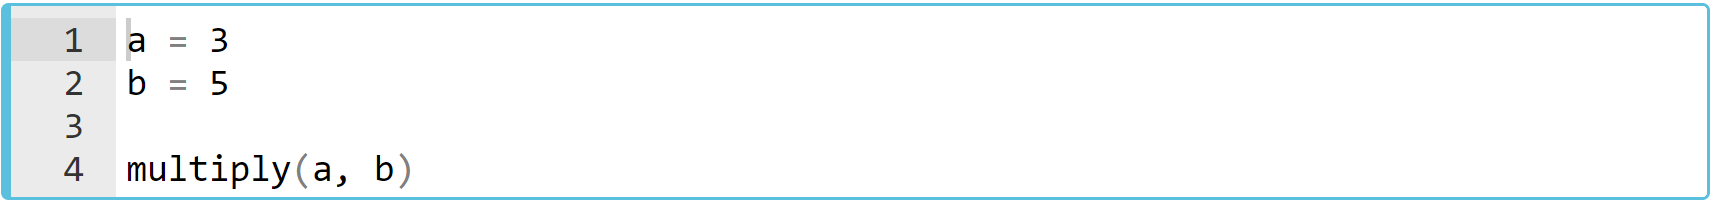 1 a = 3
2 b = 5
3
4 multiply(a, b)